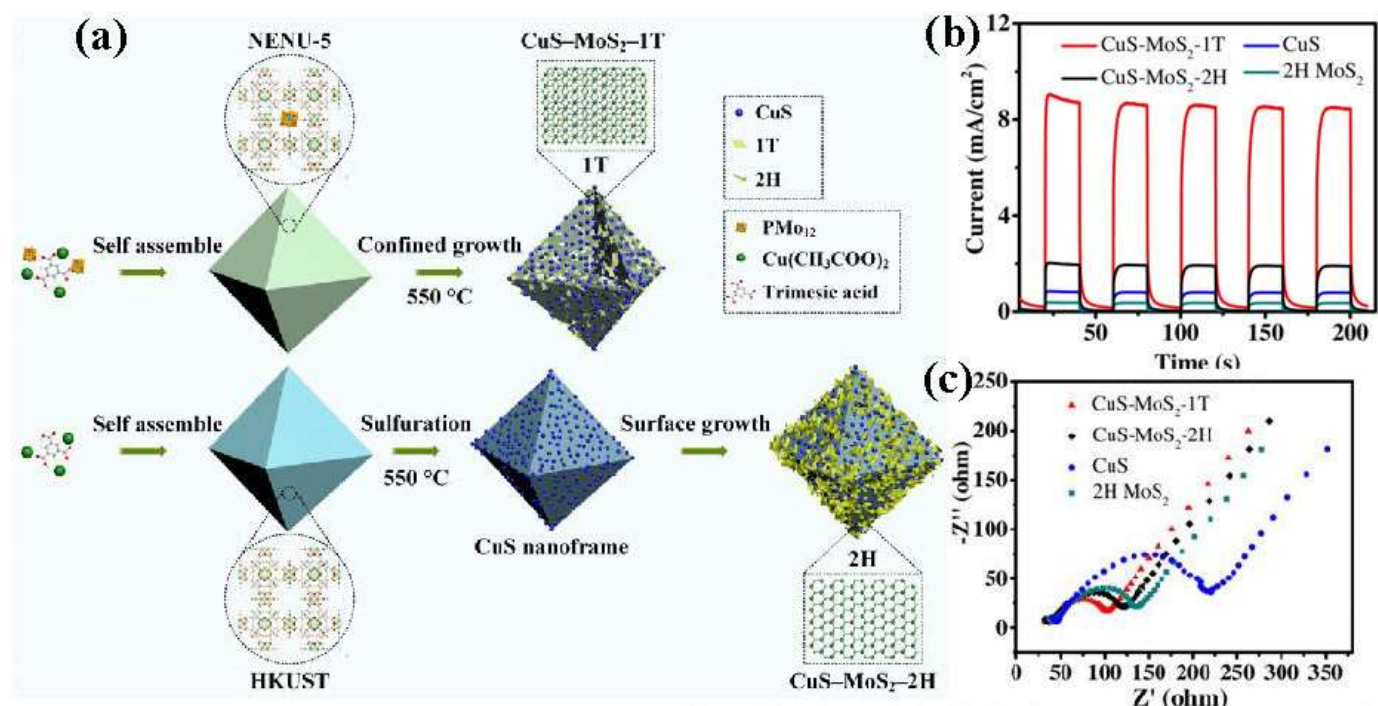 (a)
NENU-5
CuS–MoS₂–1T
1T
CuS
1T
2H
PMo₁₂
Cu(CH₃COO)₂
Trimesic acid
Self assemble
Confined growth
550 °C
Self assemble
Sulfuration
550 °C
Surface growth
CuS nanoframe
2H
HKUST
CuS–MoS₂–2H
(b)
Current (mA/cm²)
12
8
4
0
CuS-MoS₂-1T
CuS
CuS-MoS₂-2H
2H MoS₂
50
100
150
200
Time (s)
(c)
-Z'' (ohm)
250
200
150
100
50
0
CuS-MoS₂-1T
CuS-MoS₂-2H
CuS
2H MoS₂
0
50
100
150
200
250
300
350
Z' (ohm)